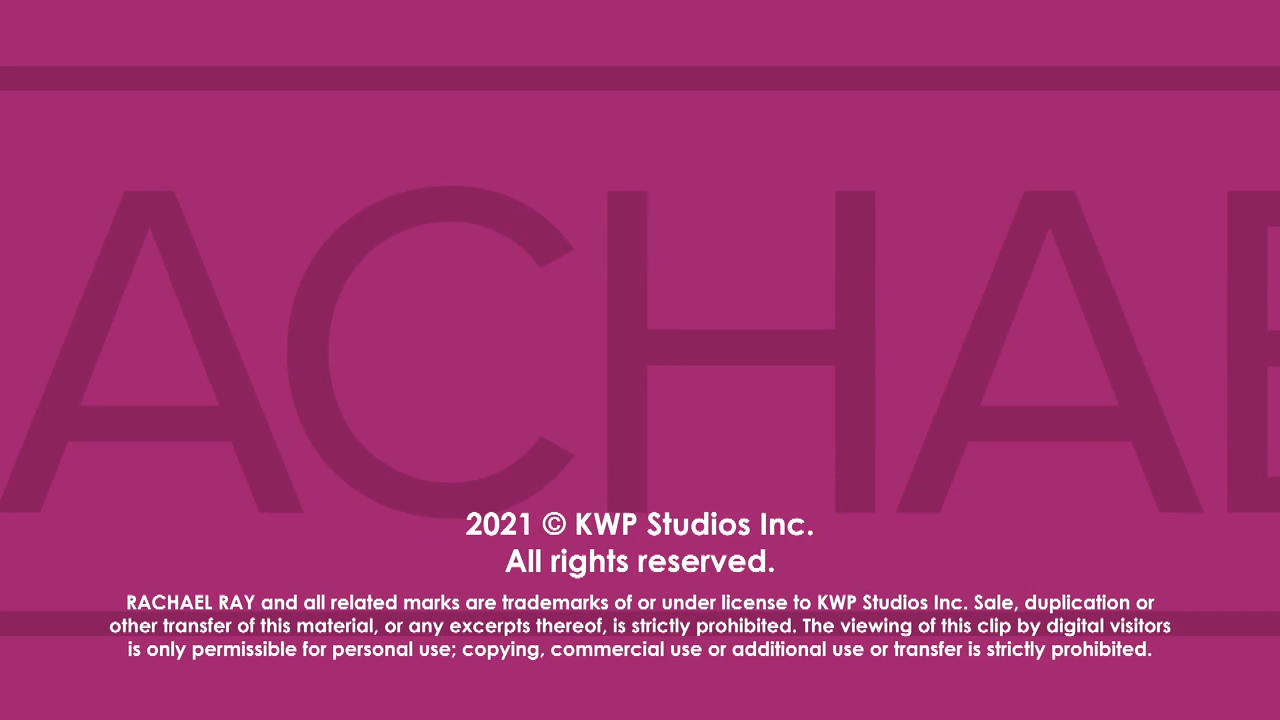 ACHAE
2021 © KWP Studios Inc.
All rights reserved.
RACHAEL RAY and all related marks are trademarks of or under license to KWP Studios Inc. Sale, duplication or
other transfer of this material, or any excerpts thereof, is strictly prohibited. The viewing of this clip by digital visitors
is only permissible for personal use; copying, commercial use or additional use or transfer is strictly prohibited.